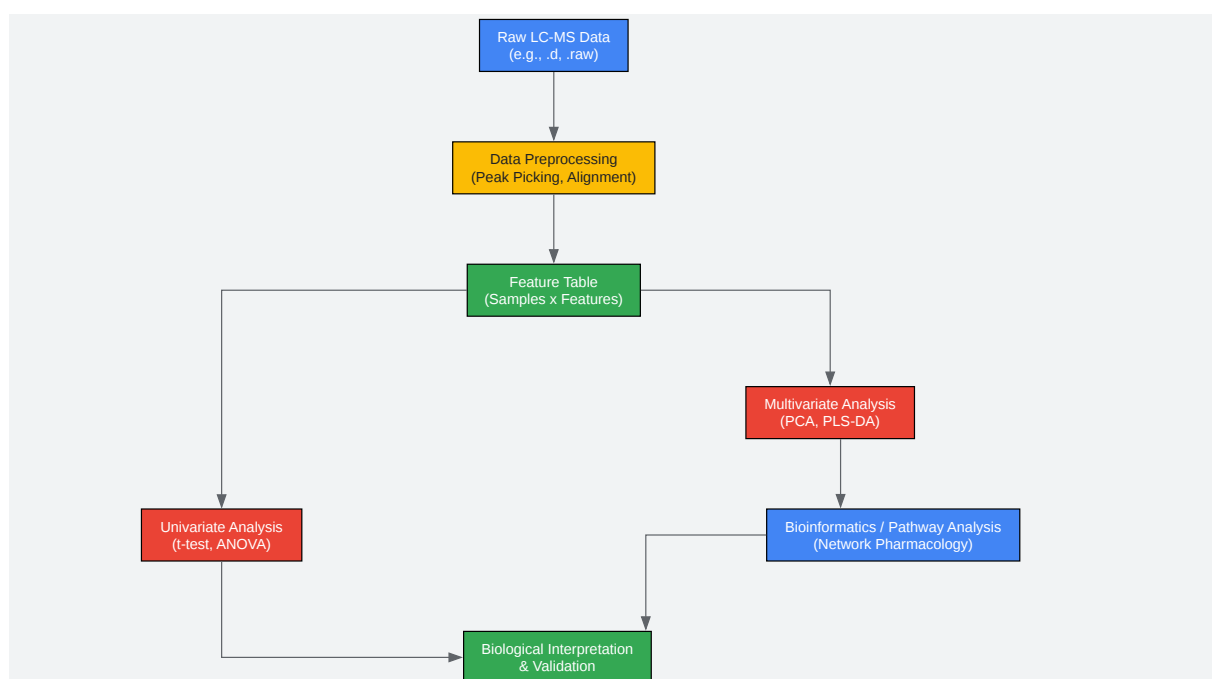 Raw LC-MS Data
(e.g., .d, .raw)
Data Preprocessing
(Peak Picking, Alignment)
Feature Table
(Samples x Features)
Multivariate Analysis
(PCA, PLS-DA)
Univariate Analysis
(t-test, ANOVA)
Bioinformatics / Pathway Analysis
(Network Pharmacology)
Biological Interpretation
& Validation